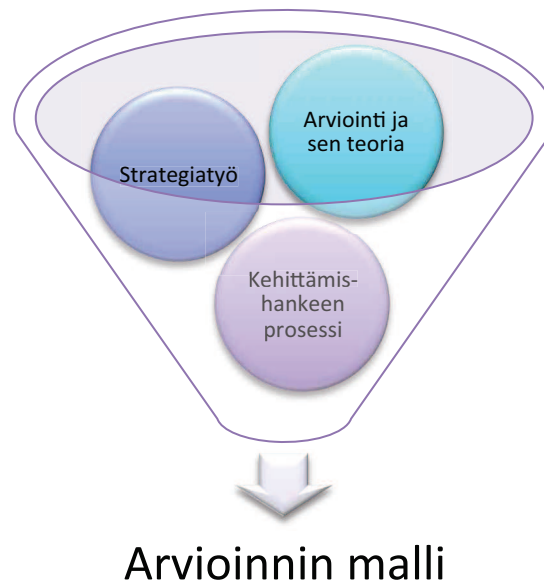 Arviointi ja
sen teoria
Strategiatyö
Kehittämis-
hankeen
prosessi
Arvioinnin malli